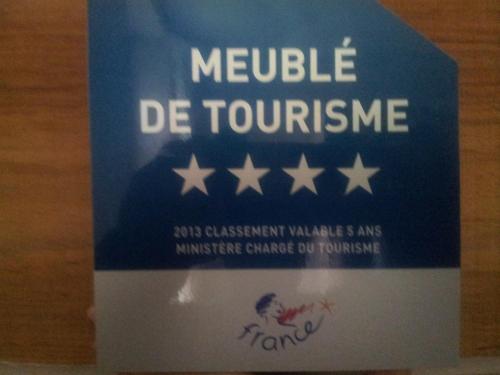 MEUBLÉ
DE TOURISME
2013 CLASSEMENT VALABLE 5 ANS
MINISTÈRE CHARGÉ DU TOURISME
france